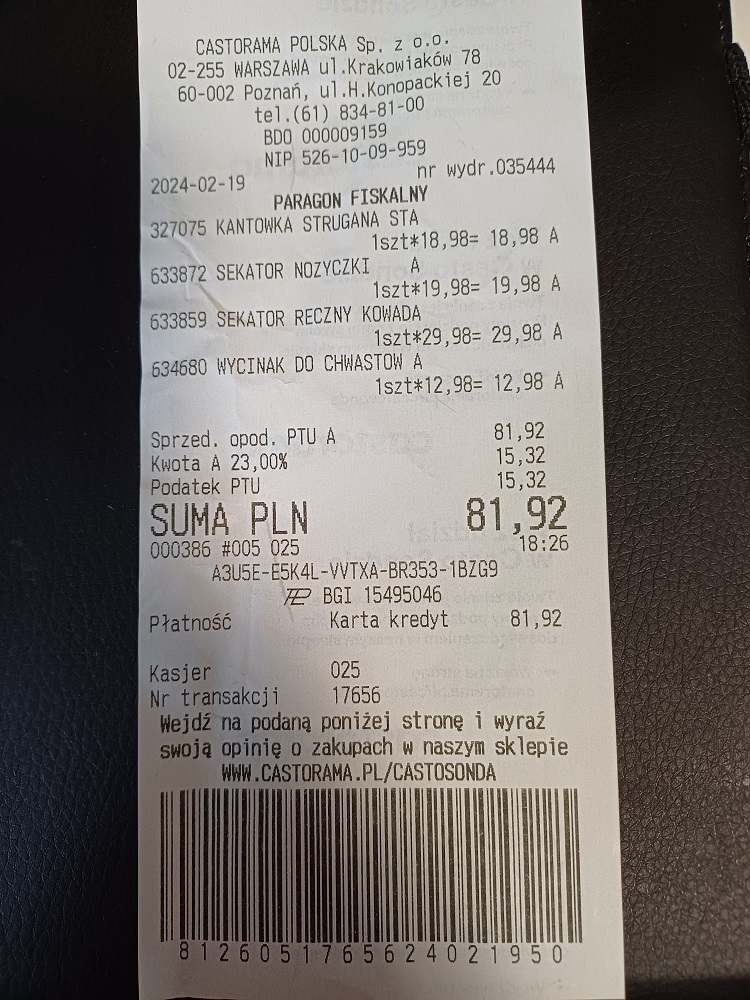 CASTORAMA POLSKA Sp. z o.o.
02-255 WARSZAWA ul.Krakowiaków 78
60-002 Poznań, ul.H.Konopackiej 20
tel.(61) 834-81-00
BDO 000009159
NIP 526-10-09-959
2024-02-19 nr wydr.035444
PARAGON FISKALNY
327075 KANTOWKA STRUGANA STA
1szt*18,98= 18,98 A
633872 SEKATOR NOZYCZKI A
1szt*19,98= 19,98 A
633859 SEKATOR RECZNY KOWADA
1szt*29,98= 29,98 A
634680 WYCINAK DO CHWASTOW A
1szt*12,98= 12,98 A
Sprzed. opod. PTU A 81,92
Kwota A 23,00% 15,32
Podatek PTU 15,32
SUMA PLN 81,92
000386 #005 025 18:26
A3U5E-E5K4L-VVTXA-BR353-1BZG9
BGI 15495046
Płatność Karta kredyt 81,92
Kasjer 025
Nr transakcji 17656
Wejdź na podaną poniżej stronę i wyraź
swoją opinię o zakupach w naszym sklepie
WWW.CASTORAMA.PL/CASTOSONDA
8126051765624021950